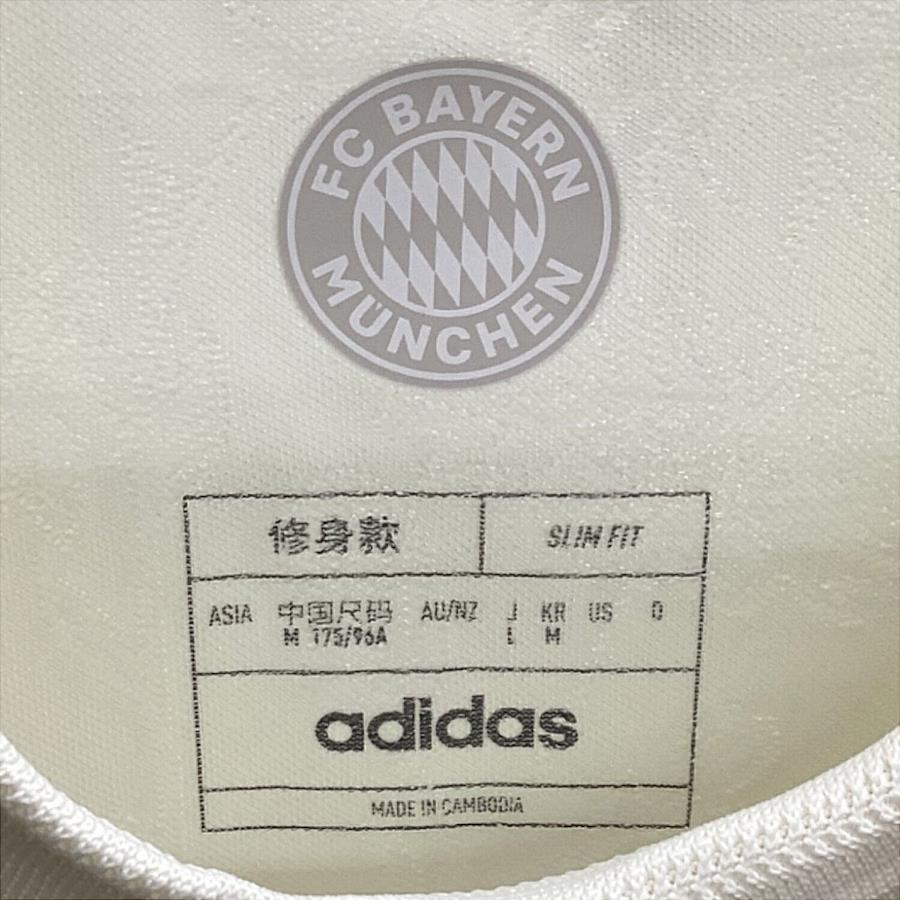 FC BAYERN
MÜNCHEN
修身款 SLIM FIT
ASIA 中国尺码 AU/NZ J KR US D
M 175/96A L M
adidas
MADE IN CAMBODIA